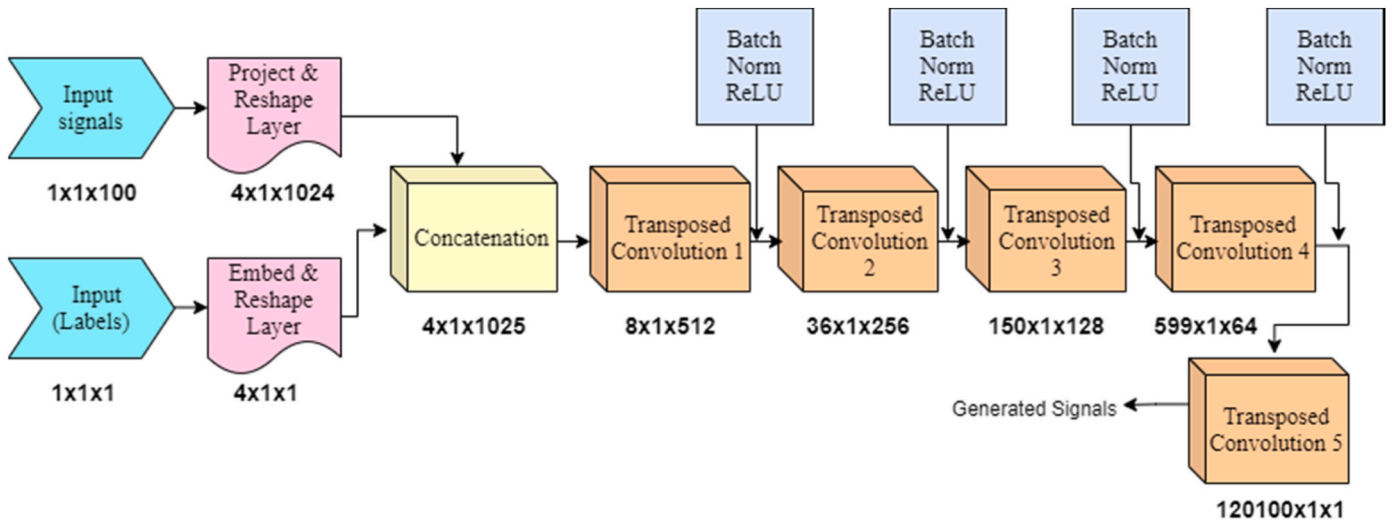 Input
signals
1x1x100
Project &
Reshape
Layer
4x1x1024
Input
(Labels)
1x1x1
Embed &
Reshape
Layer
4x1x1
Concatenation
4x1x1025
Transposed
Convolution 1
8x1x512
Batch
Norm
ReLU
Transposed
Convolution
2
36x1x256
Batch
Norm
ReLU
Transposed
Convolution
3
150x1x128
Batch
Norm
ReLU
Transposed
Convolution 4
599x1x64
Batch
Norm
ReLU
Transposed
Convolution 5
120100x1x1
Generated Signals